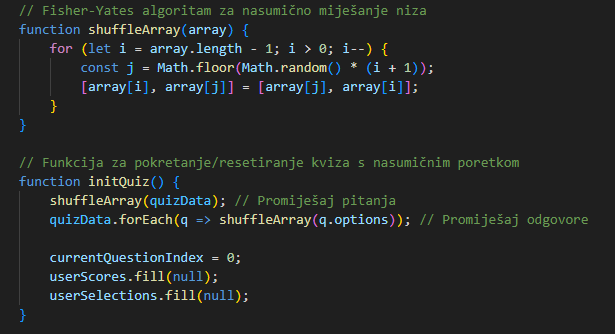 // Fisher-Yates algoritam za nasumično miješanje niza
function shuffleArray(array) {
    for (let i = array.length - 1; i > 0; i--) {
        const j = Math.floor(Math.random() * (i + 1));
        [array[i], array[j]] = [array[j], array[i]];
    }
}

// Funkcija za pokretanje/resetiranje kviza s nasumičnim poretkom
function initQuiz() {
    shuffleArray(quizData); // Promiješaj pitanja
    quizData.forEach(q => shuffleArray(q.options)); // Promiješaj odgovore

    currentQuestionIndex = 0;
    userScores.fill(null);
    userSelections.fill(null);
}